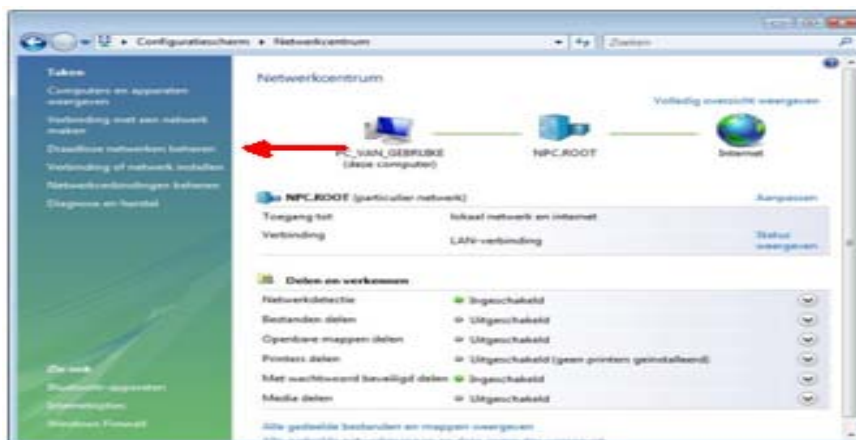 Configuratiescherm ▸ Netwerkcentrum
Zoeken
Taken
Computers en apparaten
weergeven
Verbinding met een netwerk
maken
Draadloze netwerken beheren
Verbinding of netwerk instellen
Netwerkverbindingen beheren
Diagnose en herstel
Netwerkcentrum
Volledig overzicht weergeven
PC_VAN_GEBRUIKE
(deze computer)
NPC.ROOT
Internet
NPC.ROOT (particulier netwerk)
Aanpassen
Toegang tot
lokaal netwerk en internet
Verbinding
LAN-verbinding
Status
weergeven
Delen en verkennen
Netwerkdetectie
Ingeschakeld
Bestanden delen
Uitgeschakeld
Openbare mappen delen
Uitgeschakeld
Printers delen
Uitgeschakeld (geen printers geïnstalleerd)
Met wachtwoord beveiligd delen
Ingeschakeld
Media delen
Uitgeschakeld
Zie ook
Bluetooth-apparaten
Internetopties
Windows Firewall
Alle gedeelde bestanden en mappen weergeven